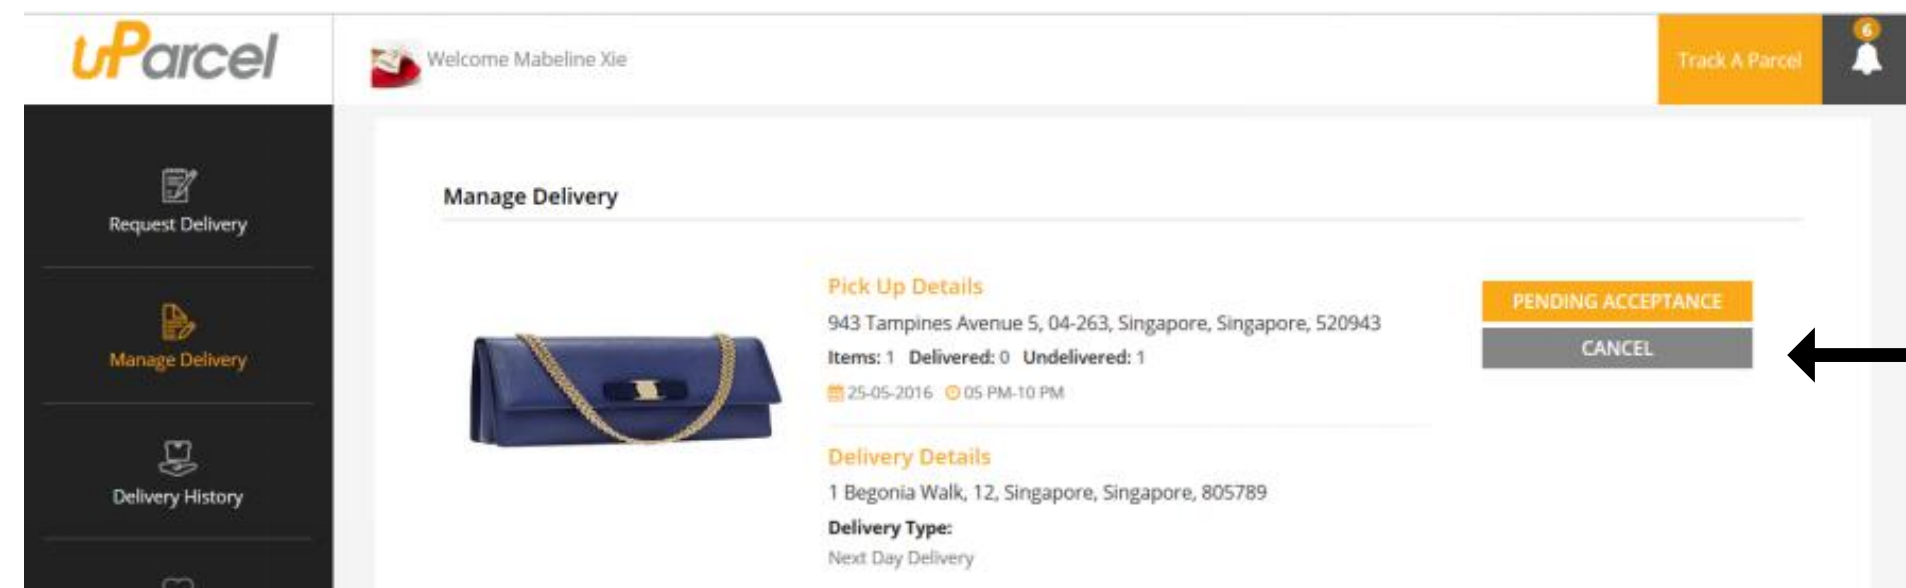 uParcel
Welcome Mabeline Xie
Track A Parcel
6
Request Delivery
Manage Delivery
Delivery History
Manage Delivery
Pick Up Details
943 Tampines Avenue 5, 04-263, Singapore, Singapore, 520943
Items: 1 Delivered: 0 Undelivered: 1
25-05-2016 05 PM-10 PM
Delivery Details
1 Begonia Walk, 12, Singapore, Singapore, 805789
Delivery Type:
Next Day Delivery
PENDING ACCEPTANCE
CANCEL